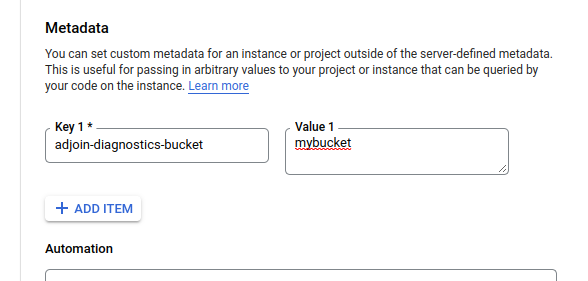 Metadata
You can set custom metadata for an instance or project outside of the server-defined metadata.
This is useful for passing in arbitrary values to your project or instance that can be queried by
your code on the instance. Learn more
Key 1 *
adjoin-diagnostics-bucket
Value 1
mybucket
+ ADD ITEM
Automation